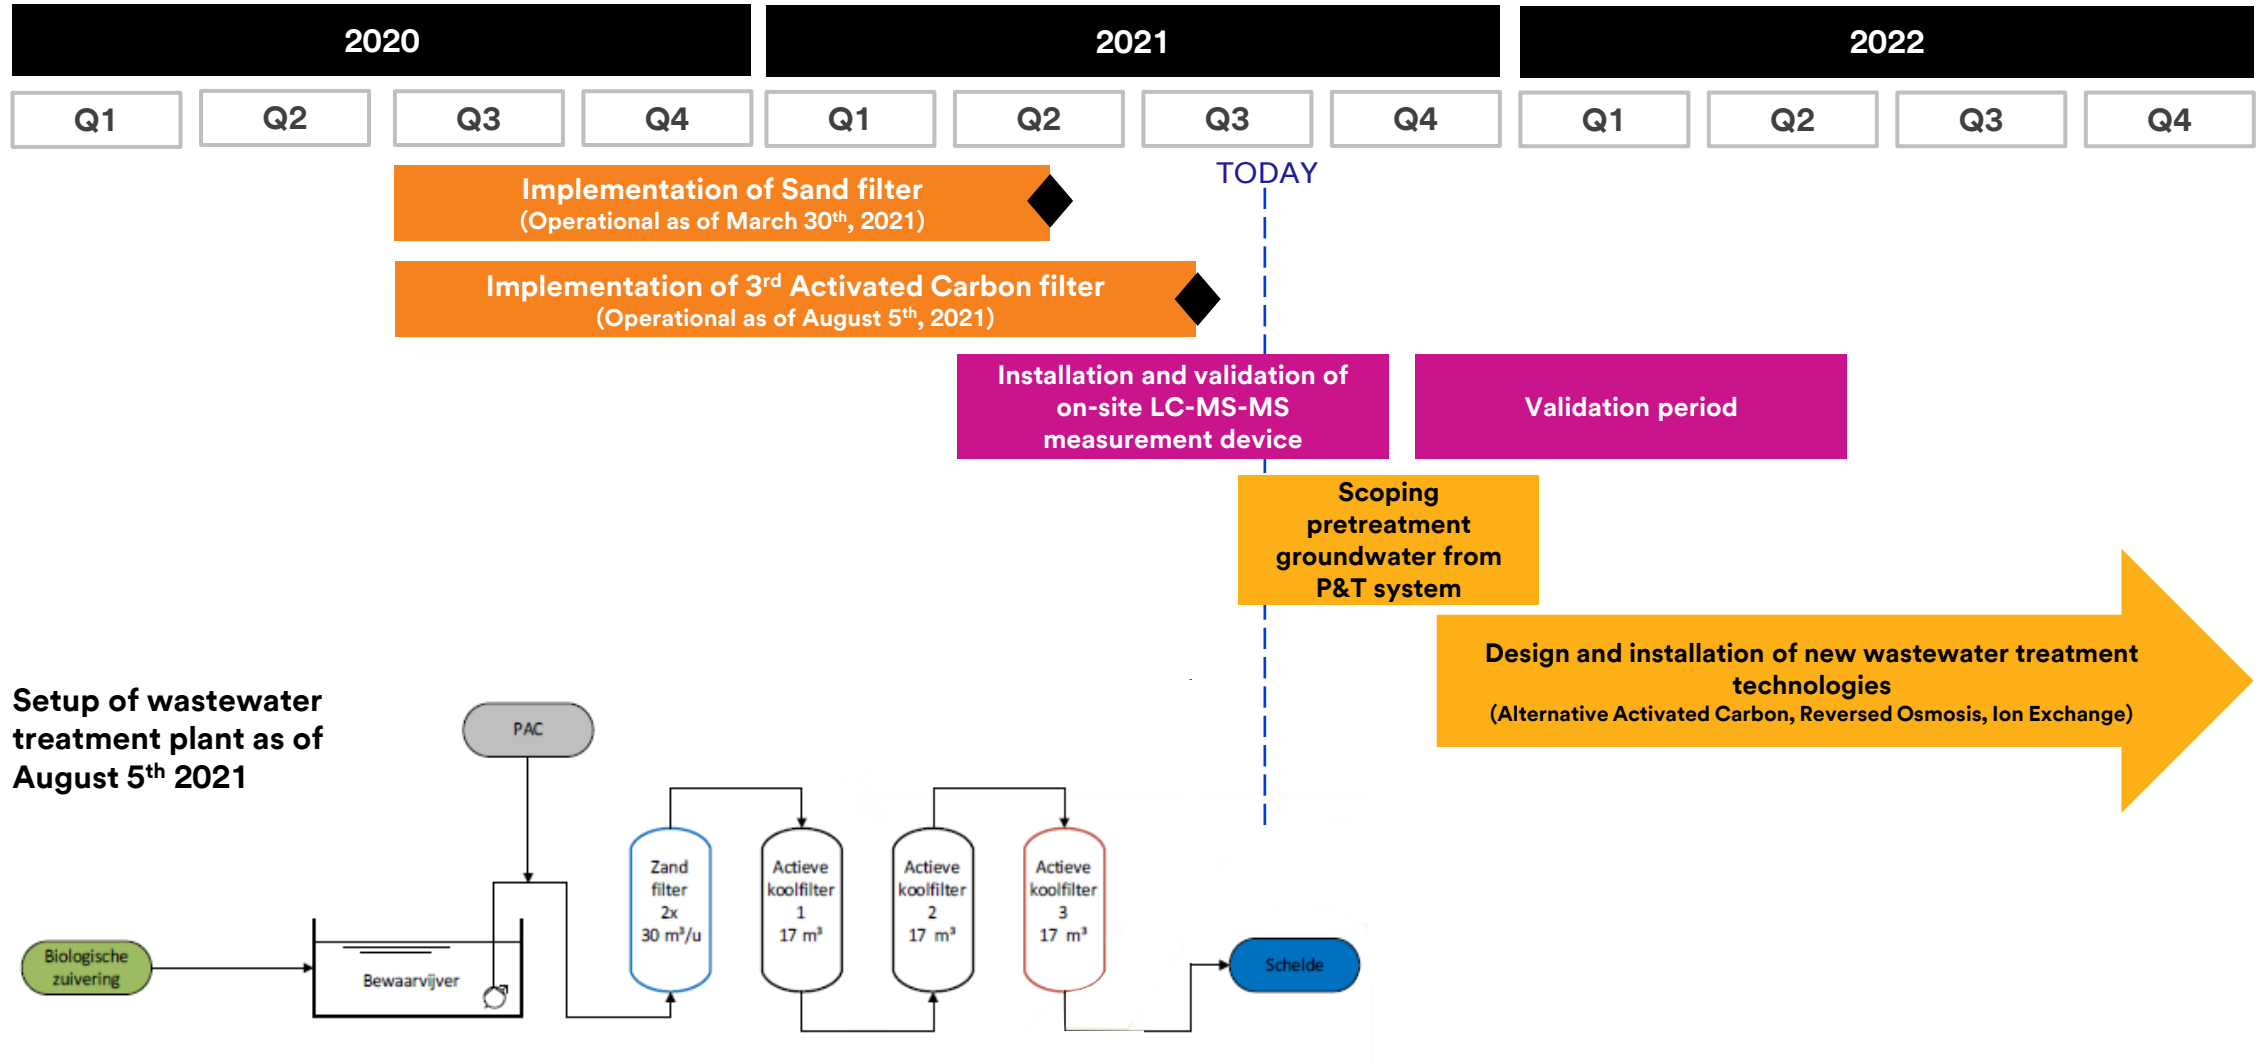 2020
2021
2022
Q1
Q2
Q3
Q4
Q1
Q2
Q3
Q4
Q1
Q2
Q3
Q4
TODAY
Implementation of Sand filter
(Operational as of March 30th, 2021)
Implementation of 3rd Activated Carbon filter
(Operational as of August 5th, 2021)
Installation and validation of
on-site LC-MS-MS
measurement device
Validation period
Scoping
pretreatment
groundwater from
P&T system
Design and installation of new wastewater treatment
technologies
(Alternative Activated Carbon, Reversed Osmosis, Ion Exchange)
Setup of wastewater
treatment plant as of
August 5th 2021
PAC
Biologische
zuivering
Bewaarvijver
Zand
filter
2x
30 m³/u
Actieve
koolfilter
1
17 m³
Actieve
koolfilter
2
17 m³
Actieve
koolfilter
3
17 m³
Schelde